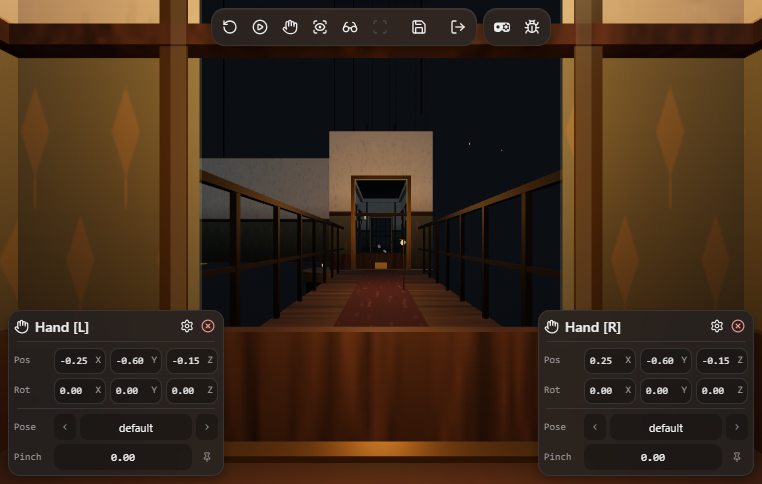 Hand [L]
Pos -0.25 X -0.60 Y -0.15 Z
Rot 0.00 X 0.00 Y 0.00 Z
Pose < default >
Pinch 0.00
Hand [R]
Pos 0.25 X -0.60 Y -0.15 Z
Rot 0.00 X 0.00 Y 0.00 Z
Pose < default >
Pinch 0.00